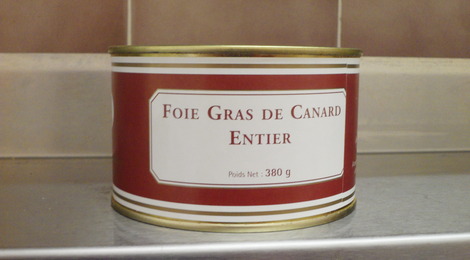 FOIE GRAS DE CANARD
ENTIER
Poids Net : 380 g